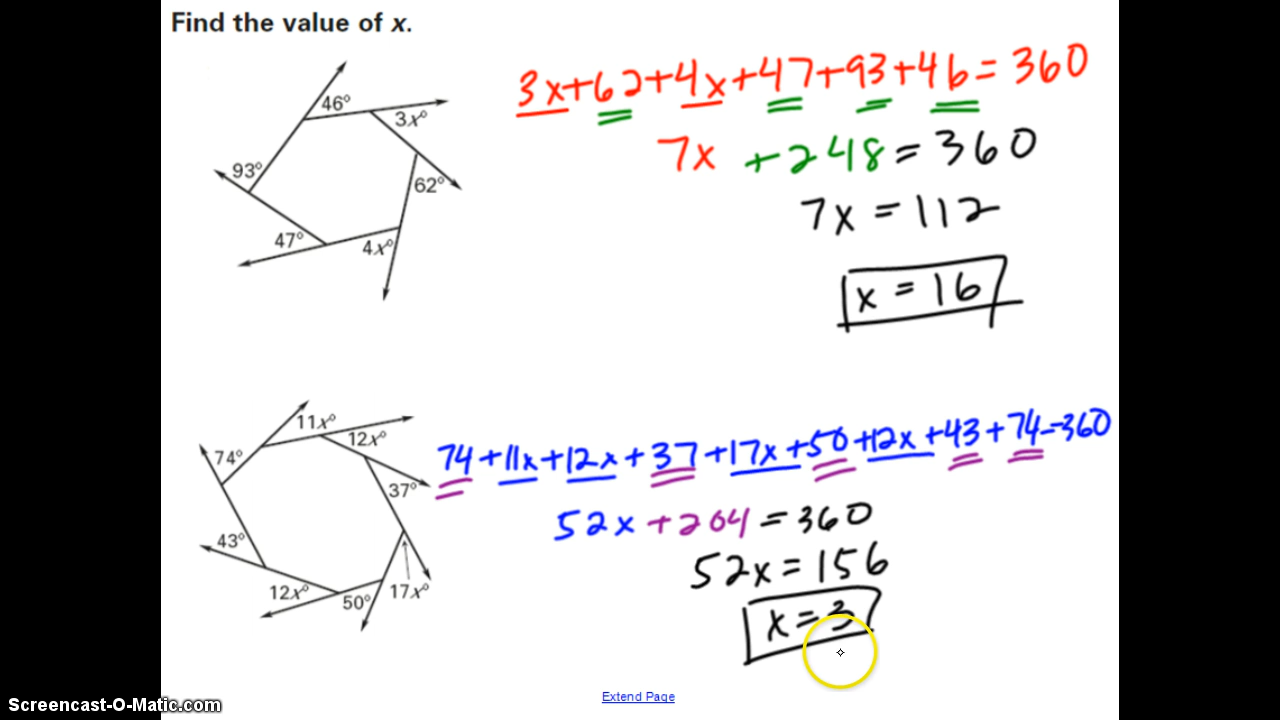 Find the value of x.
3x+62+4x+47+93+46=360
46°
3x°
93°
62°
47°
4x°
7x +248=360
7x=112
x=16
74+11x+12x+37+17x+50+12x+43+74=360
11x°
12x°
74°
37°
43°
12x°
50°
17x°
52x+204=360
52x=156
x=3
Extend Page
Screencast-O-Matic.com